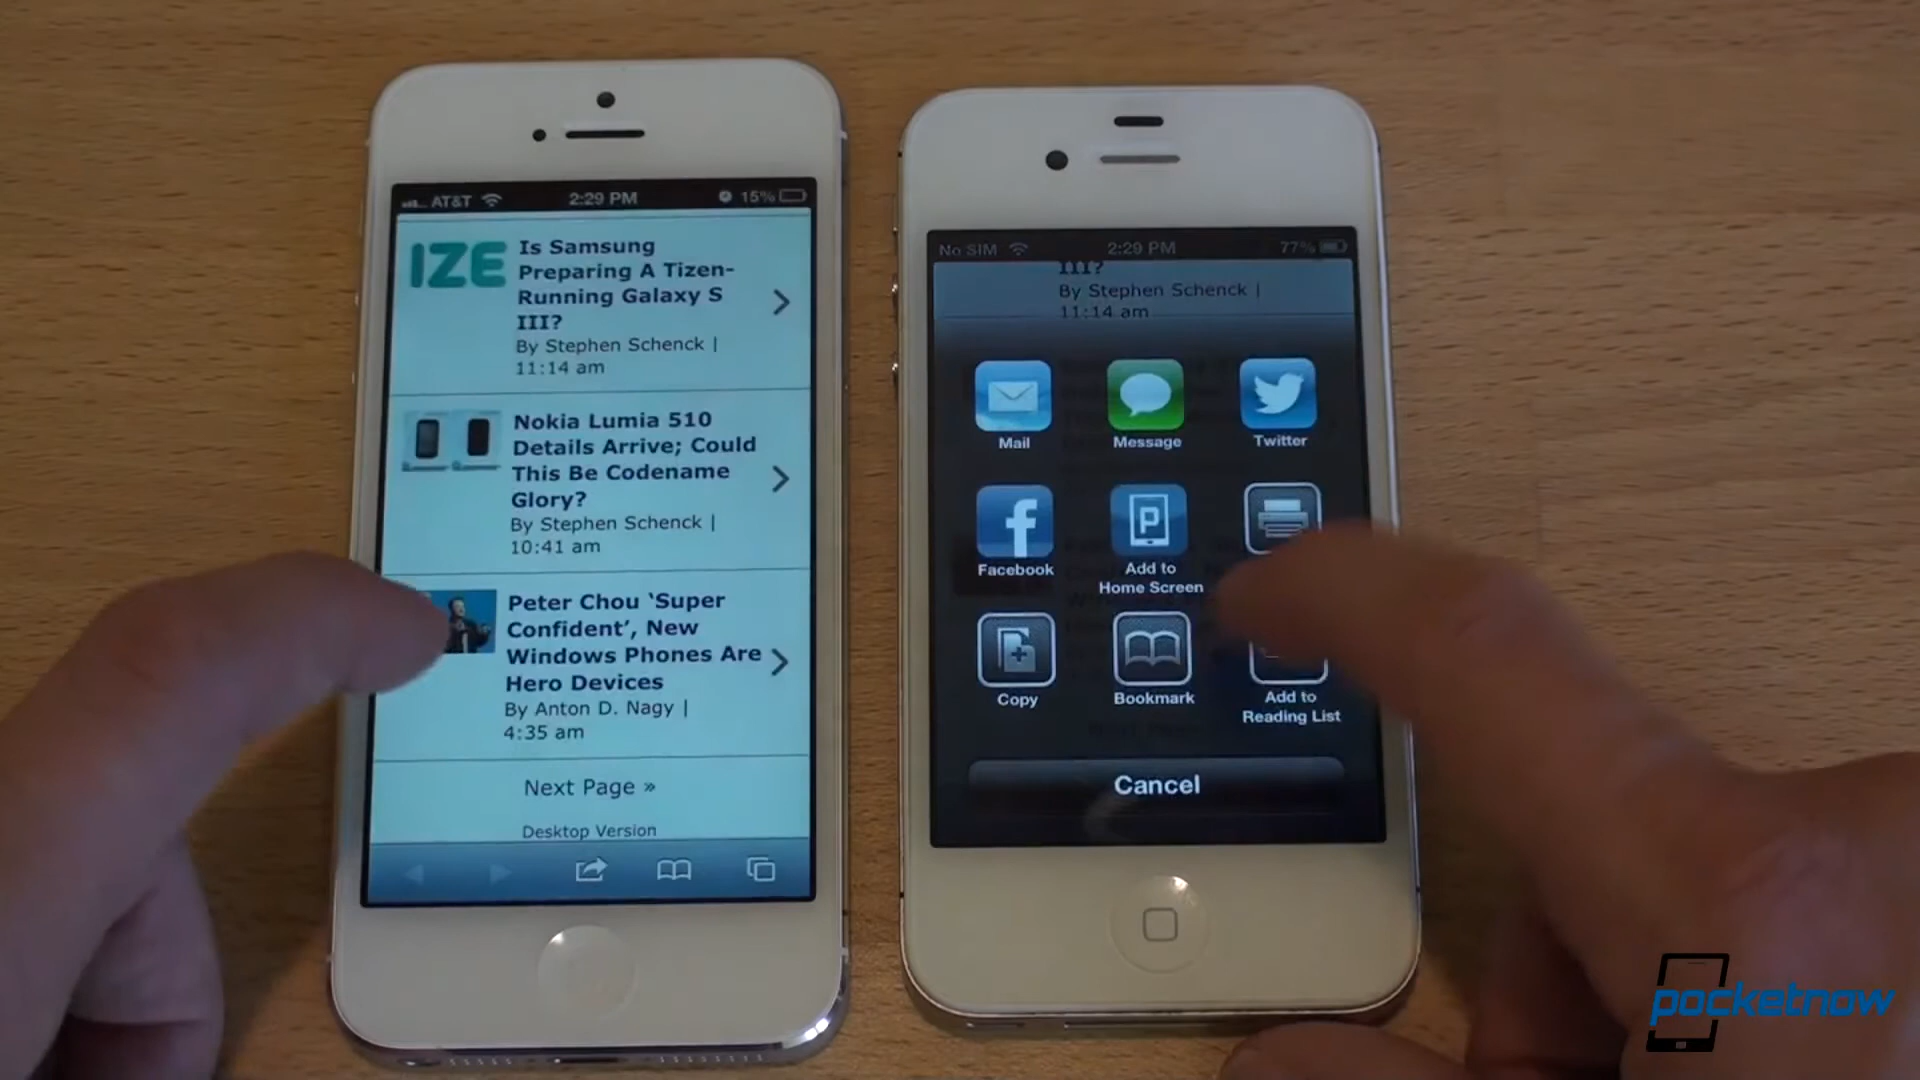 AT&T 2:29 PM 15%
IZE
Is Samsung
Preparing A Tizen-
Running Galaxy S
III?
By Stephen Schenck |
11:14 am
Nokia Lumia 510
Details Arrive; Could
This Be Codename
Glory?
By Stephen Schenck |
10:41 am
Peter Chou ‘Super
Confident’, New
Windows Phones Are
Hero Devices
By Anton D. Nagy |
4:35 am
Next Page »
Desktop Version
No SIM 2:29 PM 77%
III?
By Stephen Schenck |
11:14 am
Mail
Message
Twitter
Facebook
Add to
Home Screen
Copy
Bookmark
Add to
Reading List
Cancel
pocketnow